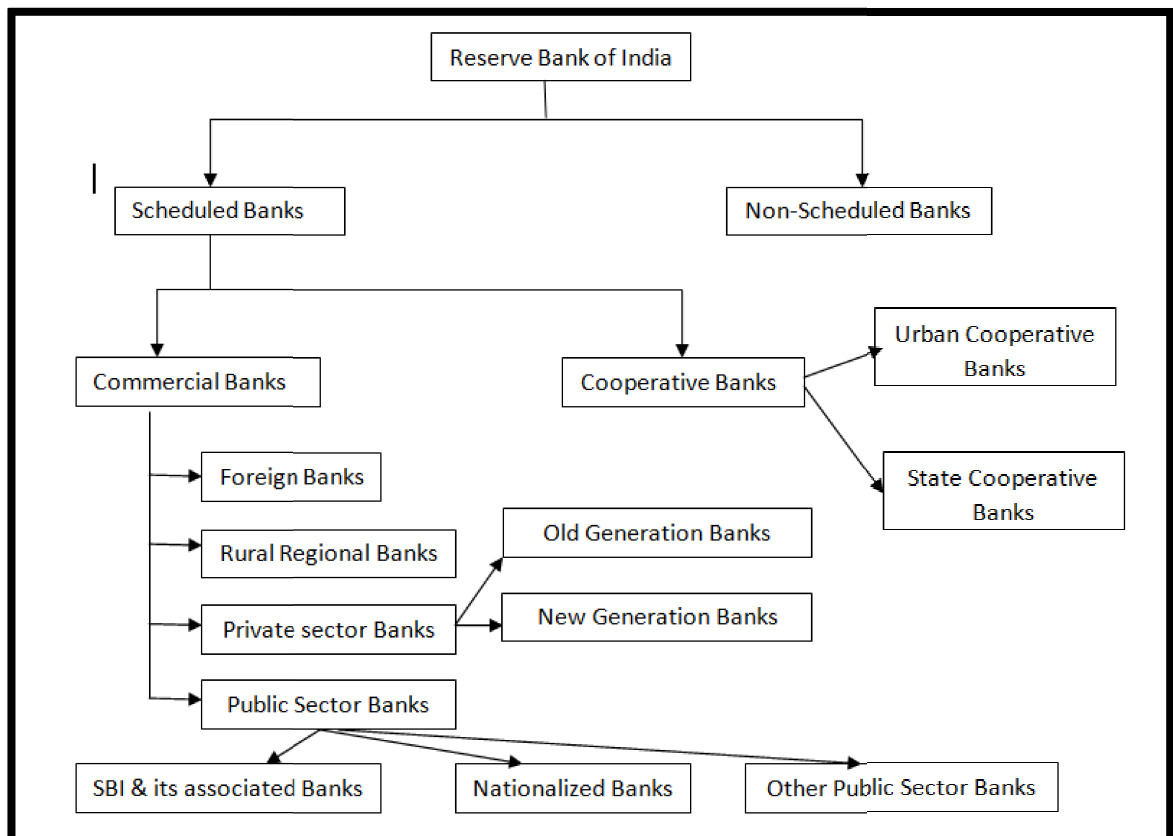 Reserve Bank of India
Scheduled Banks
Non-Scheduled Banks
Commercial Banks
Cooperative Banks
Urban Cooperative
Banks
State Cooperative
Banks
Foreign Banks
Rural Regional Banks
Private sector Banks
Old Generation Banks
New Generation Banks
Public Sector Banks
SBI & its associated Banks
Nationalized Banks
Other Public Sector Banks